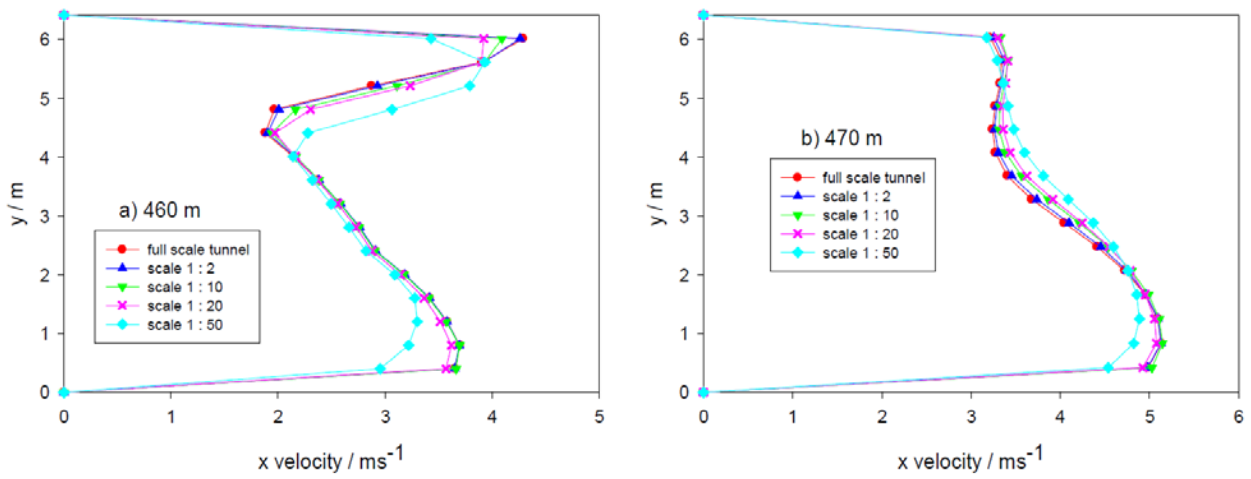 6
5
4
3
2
1
0
y / m
a) 460 m
full scale tunnel
scale 1 : 2
scale 1 : 10
scale 1 : 20
scale 1 : 50
0 1 2 3 4 5
x velocity / ms⁻¹
6
5
4
3
2
1
0
y / m
b) 470 m
full scale tunnel
scale 1 : 2
scale 1 : 10
scale 1 : 20
scale 1 : 50
0 1 2 3 4 5 6
x velocity / ms⁻¹